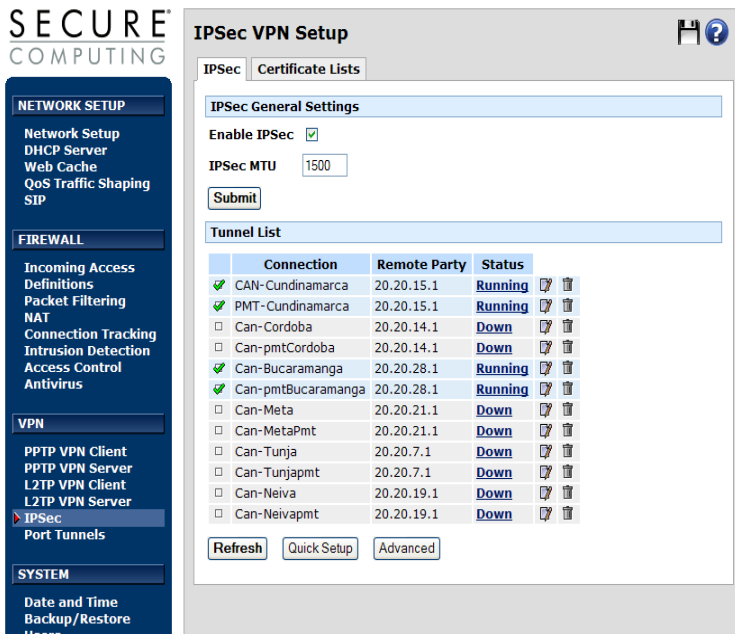 SECURE
COMPUTING
IPSec VPN Setup
IPSec Certificate Lists
NETWORK SETUP
Network Setup
DHCP Server
Web Cache
QoS Traffic Shaping
SIP
FIREWALL
Incoming Access
Definitions
Packet Filtering
NAT
Connection Tracking
Intrusion Detection
Access Control
Antivirus
VPN
PPTP VPN Client
PPTP VPN Server
L2TP VPN Client
L2TP VPN Server
IPSec
Port Tunnels
SYSTEM
Date and Time
Backup/Restore
Users
IPSec General Settings
Enable IPSec
IPSec MTU 1500
Submit
Tunnel List
Connection Remote Party Status
CAN-Cundinamarca 20.20.15.1 Running
PMT-Cundinamarca 20.20.15.1 Running
Can-Cordoba 20.20.14.1 Down
Can-pmtCordoba 20.20.14.1 Down
Can-Bucaramanga 20.20.28.1 Running
Can-pmtBucaramanga 20.20.28.1 Running
Can-Meta 20.20.21.1 Down
Can-MetaPmt 20.20.21.1 Down
Can-Tunja 20.20.7.1 Down
Can-Tunjapmt 20.20.7.1 Down
Can-Neiva 20.20.19.1 Down
Can-Neivapmt 20.20.19.1 Down
Refresh Quick Setup Advanced